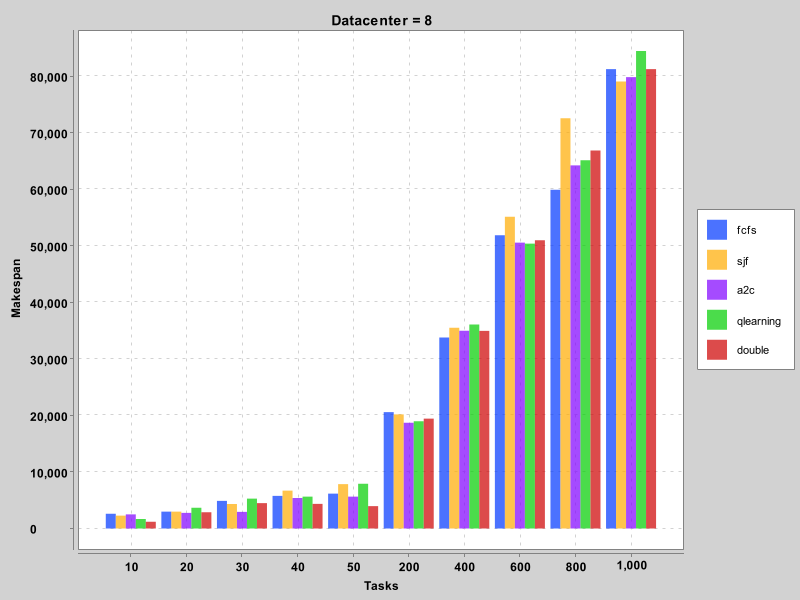 Datacenter = 8
80,000
70,000
60,000
50,000
40,000
30,000
20,000
10,000
0
Makespan
10 20 30 40 50 200 400 600 800 1,000
Tasks
fcfs
sjf
a2c
qlearning
double